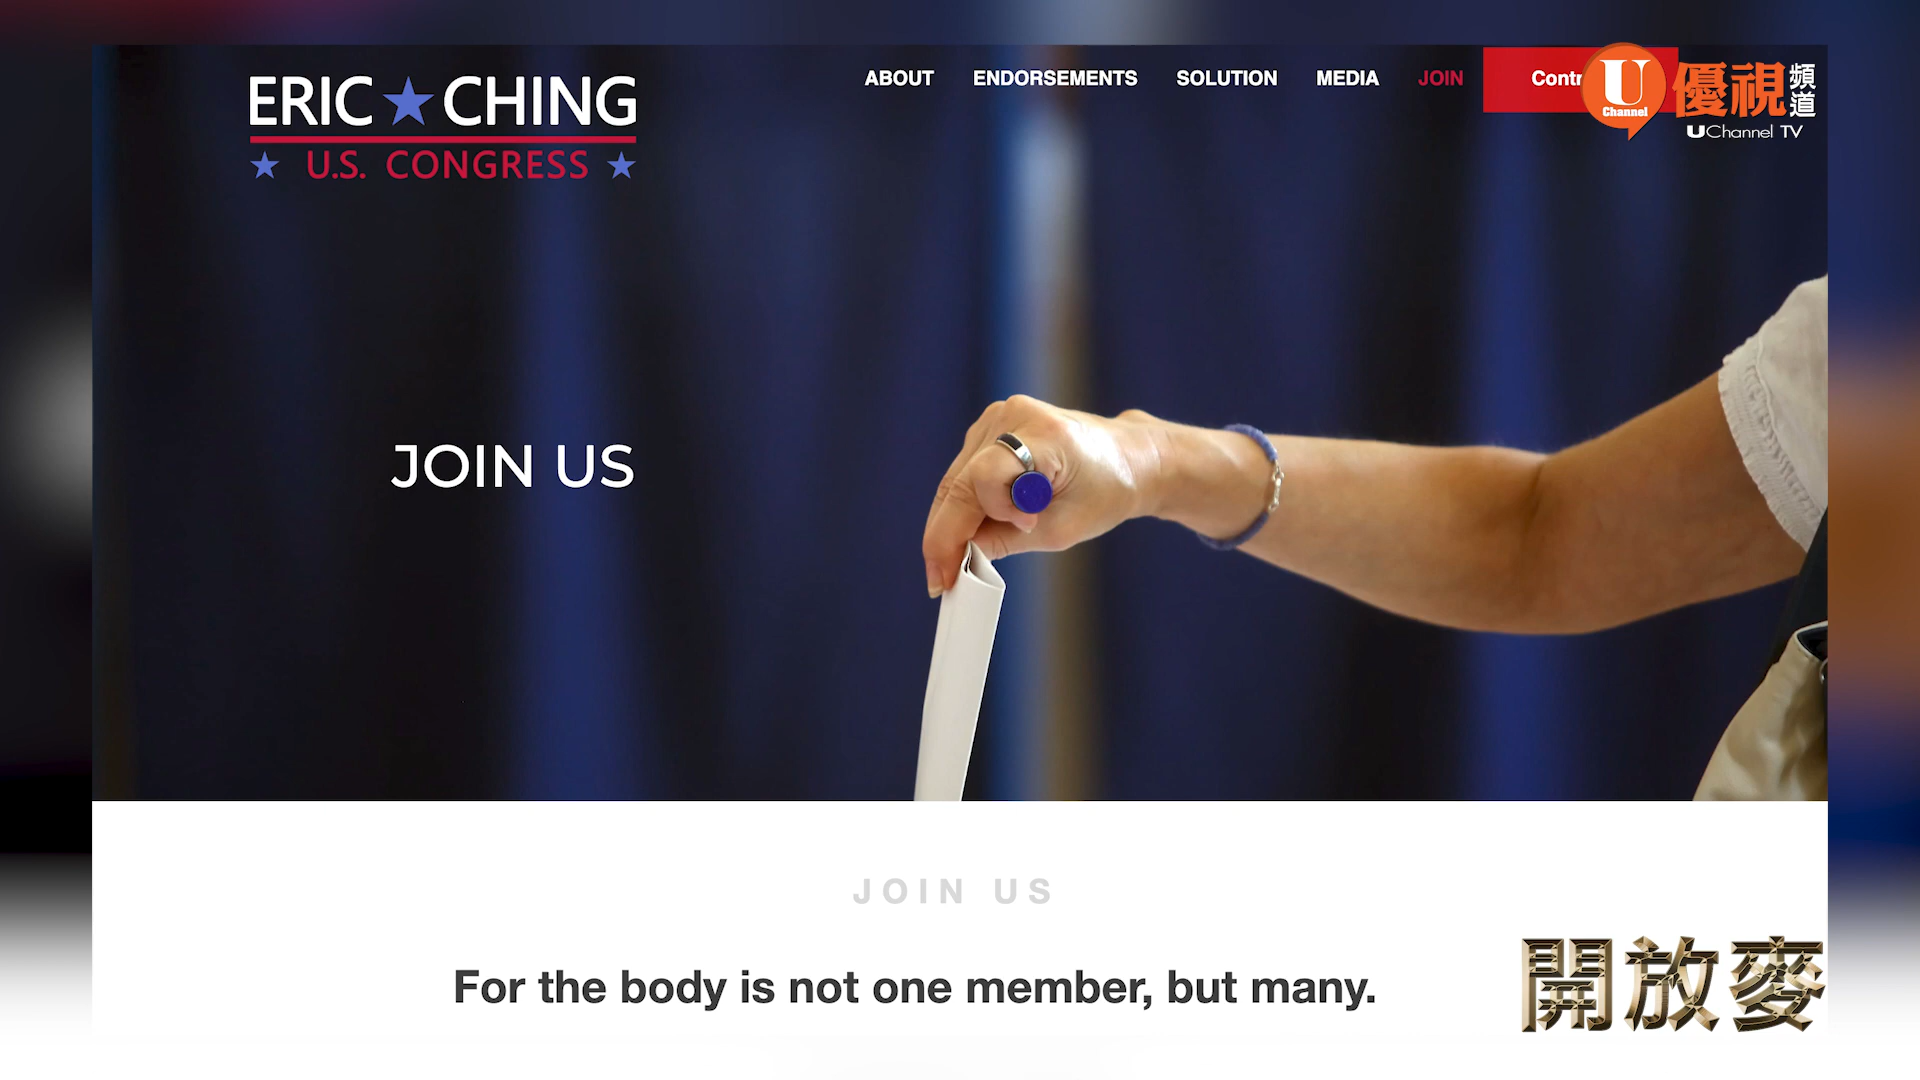 ERIC CHING
U.S. CONGRESS
ABOUT ENDORSEMENTS SOLUTION MEDIA JOIN
U
Channel
優視頻道
UChannel TV
JOIN US
JOIN US
For the body is not one member, but many.
開放麥